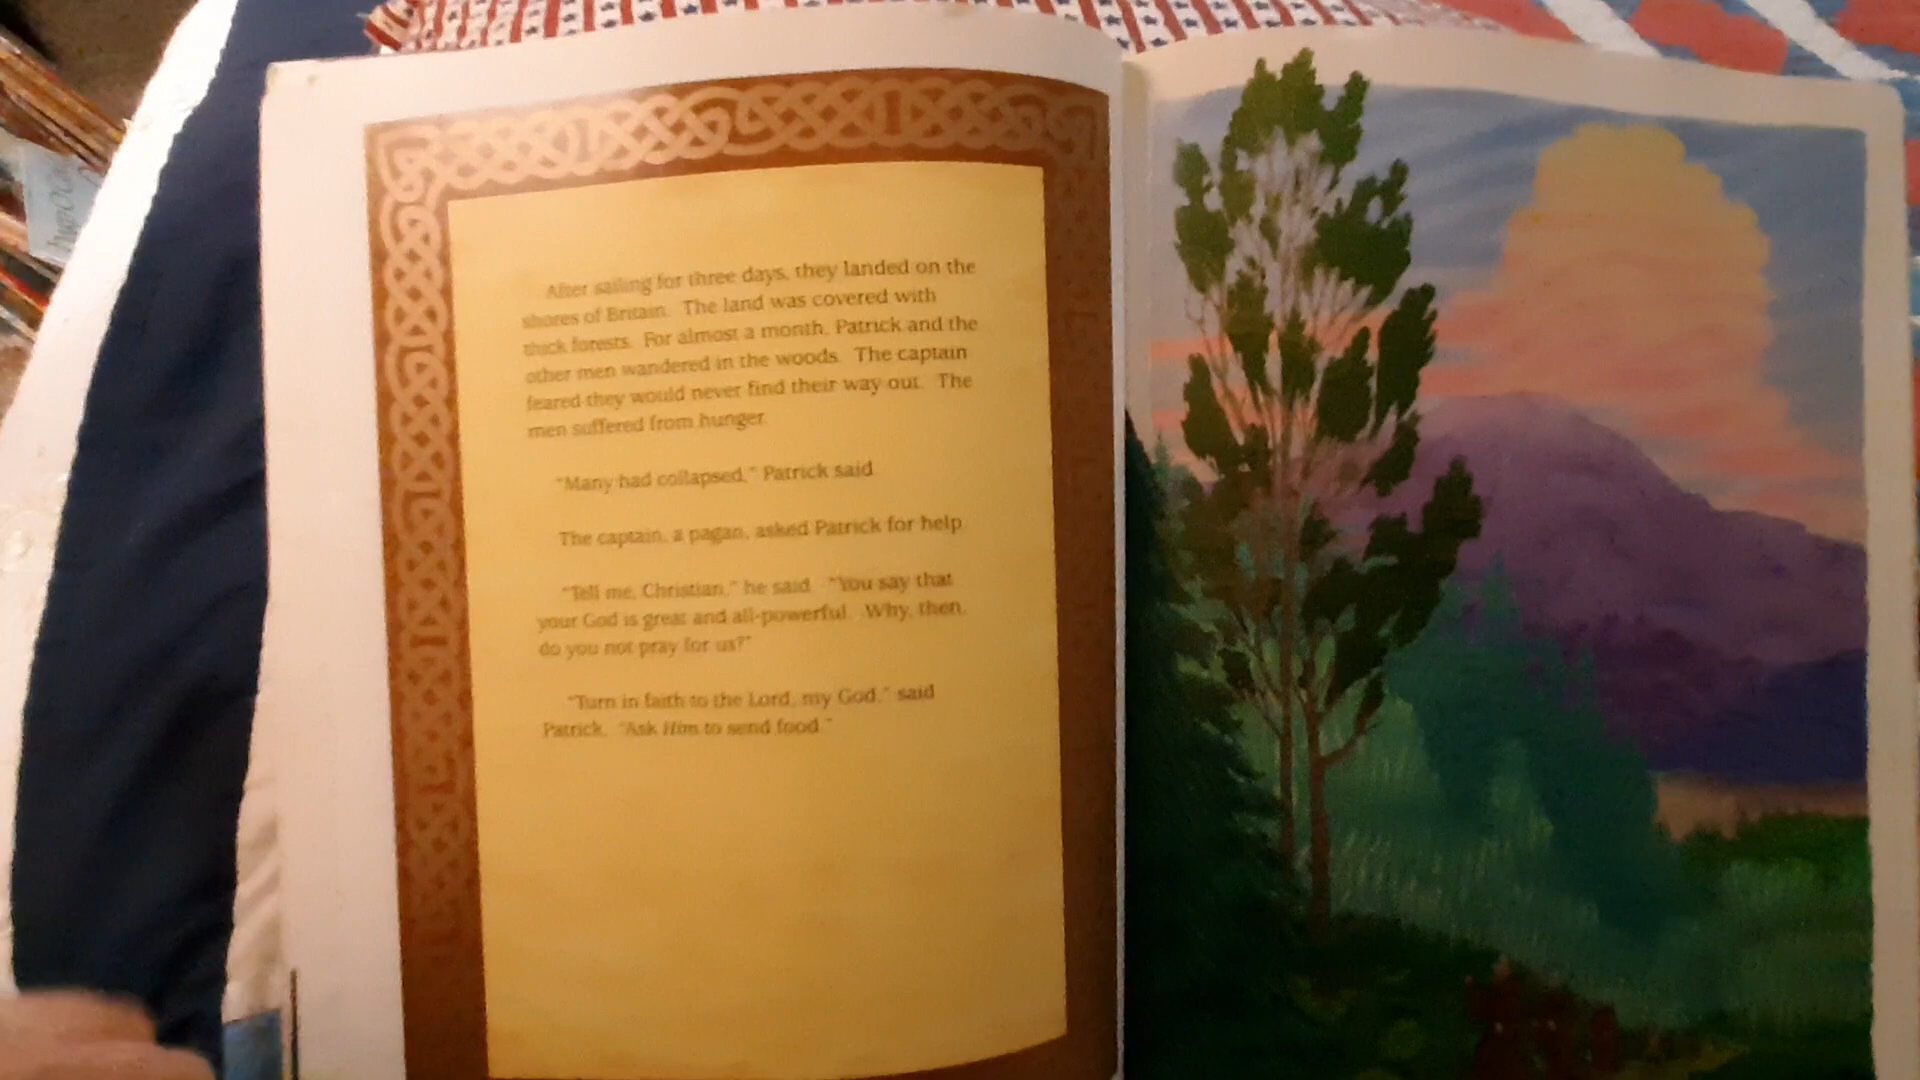 After sailing for three days, they landed on the
shores of Britain. The land was covered with
thick forests. For almost a month, Patrick and the
other men wandered in the woods. The captain
feared they would never find their way out. The
men suffered from hunger.
"Many had collapsed," Patrick said.
The captain, a pagan, asked Patrick for help.
"Tell me, Christian," he said. "You say that
your God is great and all-powerful. Why, then,
do you not pray for us?"
"Turn in faith to the Lord, my God," said
Patrick. "Ask Him to send food."